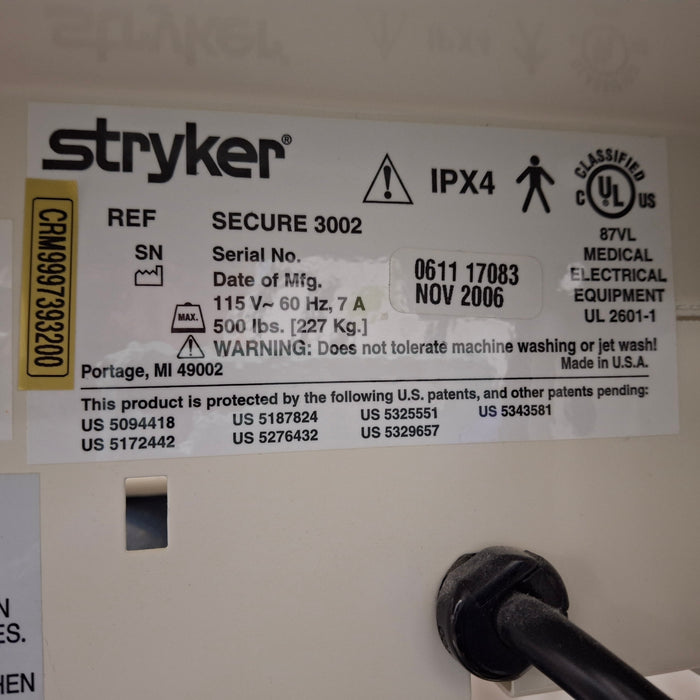 stryker®
IPX4
CLASSIFIED
C UL ® US
87VL
MEDICAL
ELECTRICAL
EQUIPMENT
UL 2601-1
REF SECURE 3002
SN Serial No. 0611 17083
Date of Mfg. NOV 2006
115 V~ 60 Hz, 7 A
MAX. 500 lbs. [227 Kg.]
WARNING: Does not tolerate machine washing or jet wash!
Portage, MI 49002 Made in U.S.A.
This product is protected by the following U.S. patents, and other patents pending:
US 5094418 US 5187824 US 5325551 US 5343581
US 5172442 US 5276432 US 5329657
CRM9997393200